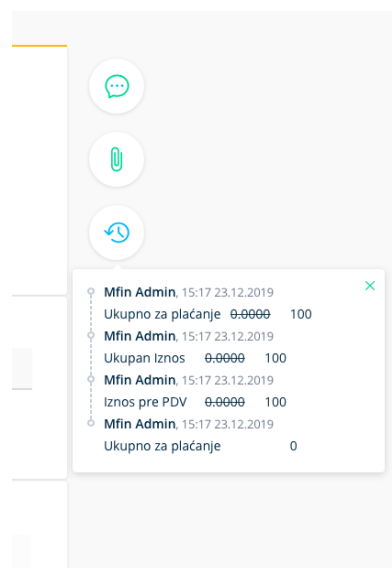 Mfin Admin, 15:17 23.12.2019
Ukupno za plaćanje 0.0000 100
Mfin Admin, 15:17 23.12.2019
Ukupan Iznos 0.0000 100
Mfin Admin, 15:17 23.12.2019
Iznos pre PDV 0.0000 100
Mfin Admin, 15:17 23.12.2019
Ukupno za plaćanje 0